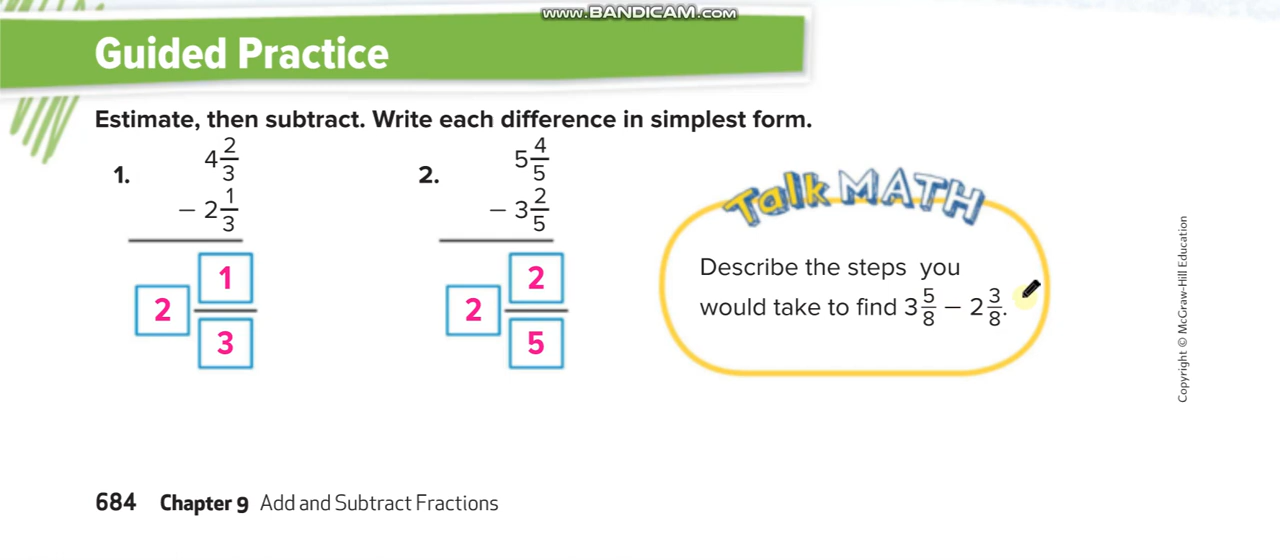 www.BANDICAM.com
Guided Practice
Estimate, then subtract. Write each difference in simplest form.
1. 4 2/3
− 2 1/3
2 1/3
2. 5 4/5
− 3 2/5
2 2/5
Talk MATH
Describe the steps you
would take to find 3 5/8 − 2 3/8.
Copyright © McGraw-Hill Education
684 Chapter 9 Add and Subtract Fractions